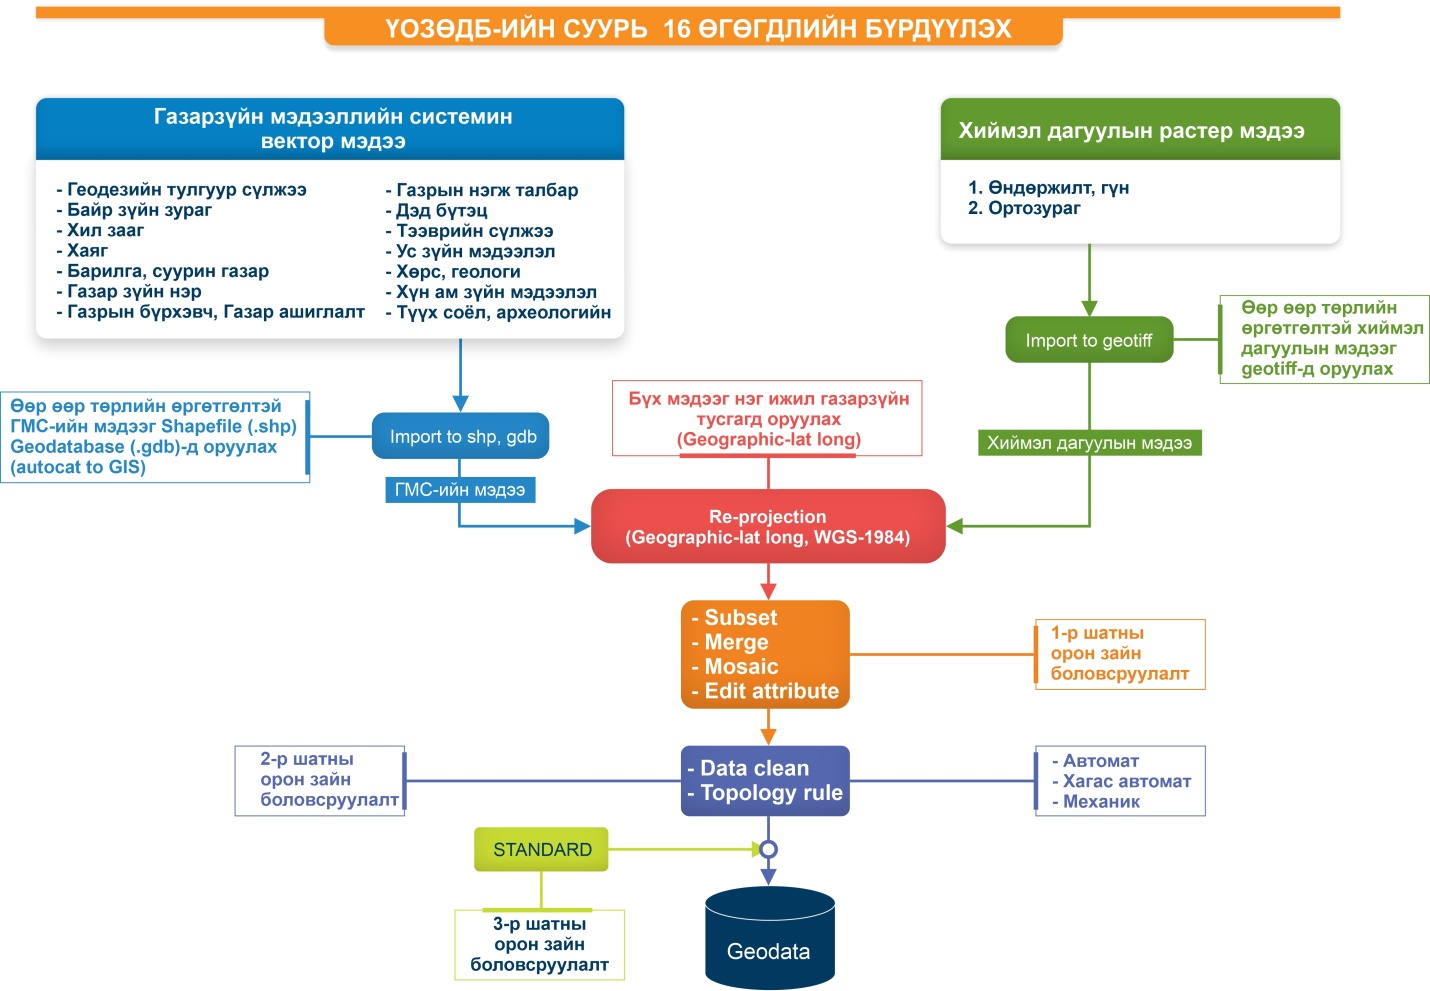 ҮОЗӨДБ-ИЙН СУУРЬ 16 ӨГӨГДЛИЙН БҮРДҮҮЛЭХ
Газарзүйн мэдээллийн системин
вектор мэдээ
- Геодезийн тулгуур сүлжээ
- Байр зүйн зураг
- Хил зааг
- Хаяг
- Барилга, суурин газар
- Газар зүйн нэр
- Газрын бүрхэвч, Газар ашиглалт
- Газрын нэгж талбар
- Дэд бүтэц
- Тээврийн сүлжээ
- Ус зүйн мэдээлэл
- Хөрс, геологи
- Хүн ам зүйн мэдээлэл
- Түүх соёл, археологийн
Хиймэл дагуулын растер мэдээ
1. Өндөржилт, гүн
2. Ортозураг
Import to geotiff
Өөр өөр төрлийн
өргөтгөлтэй хиймэл
дагуулын мэдээг
geotiff-д оруулах
Өөр өөр төрлийн өргөтгөлтэй
ГМС-ийн мэдээг Shapefile (.shp)
Geodatabase (.gdb)-д оруулах
(autocat to GIS)
Import to shp, gdb
Бүх мэдээг нэг ижил газарзүйн
тусгагд оруулах
(Geographic-lat long)
Хиймэл дагуулын мэдээ
ГМС-ийн мэдээ
Re-projection
(Geographic-lat long, WGS-1984)
- Subset
- Merge
- Mosaic
- Edit attribute
1-р шатны
орон зайн
боловсруулалт
2-р шатны
орон зайн
боловсруулалт
- Data clean
- Topology rule
- Автомат
- Хагас автомат
- Механик
STANDARD
3-р шатны
орон зайн
боловсруулалт
Geodata